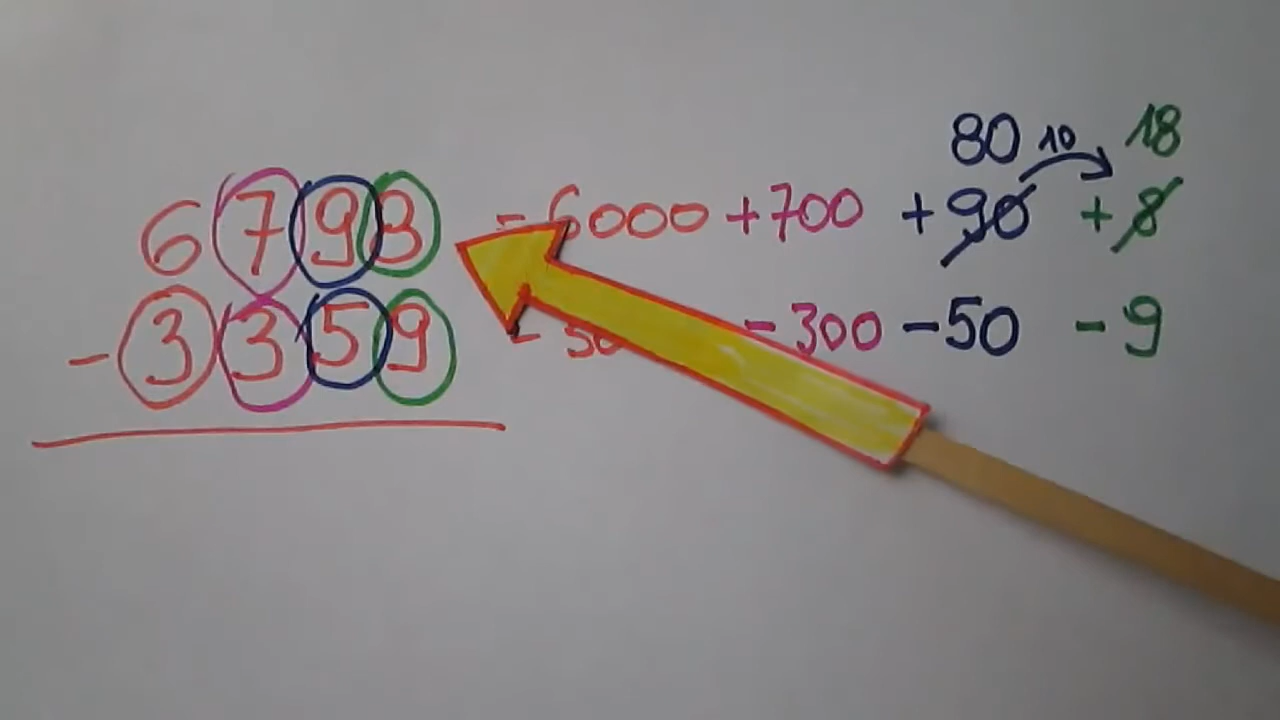 80 10 18
6798 = 6000 + 700 + 90 + 8
- 3359 - 300 - 50 - 9